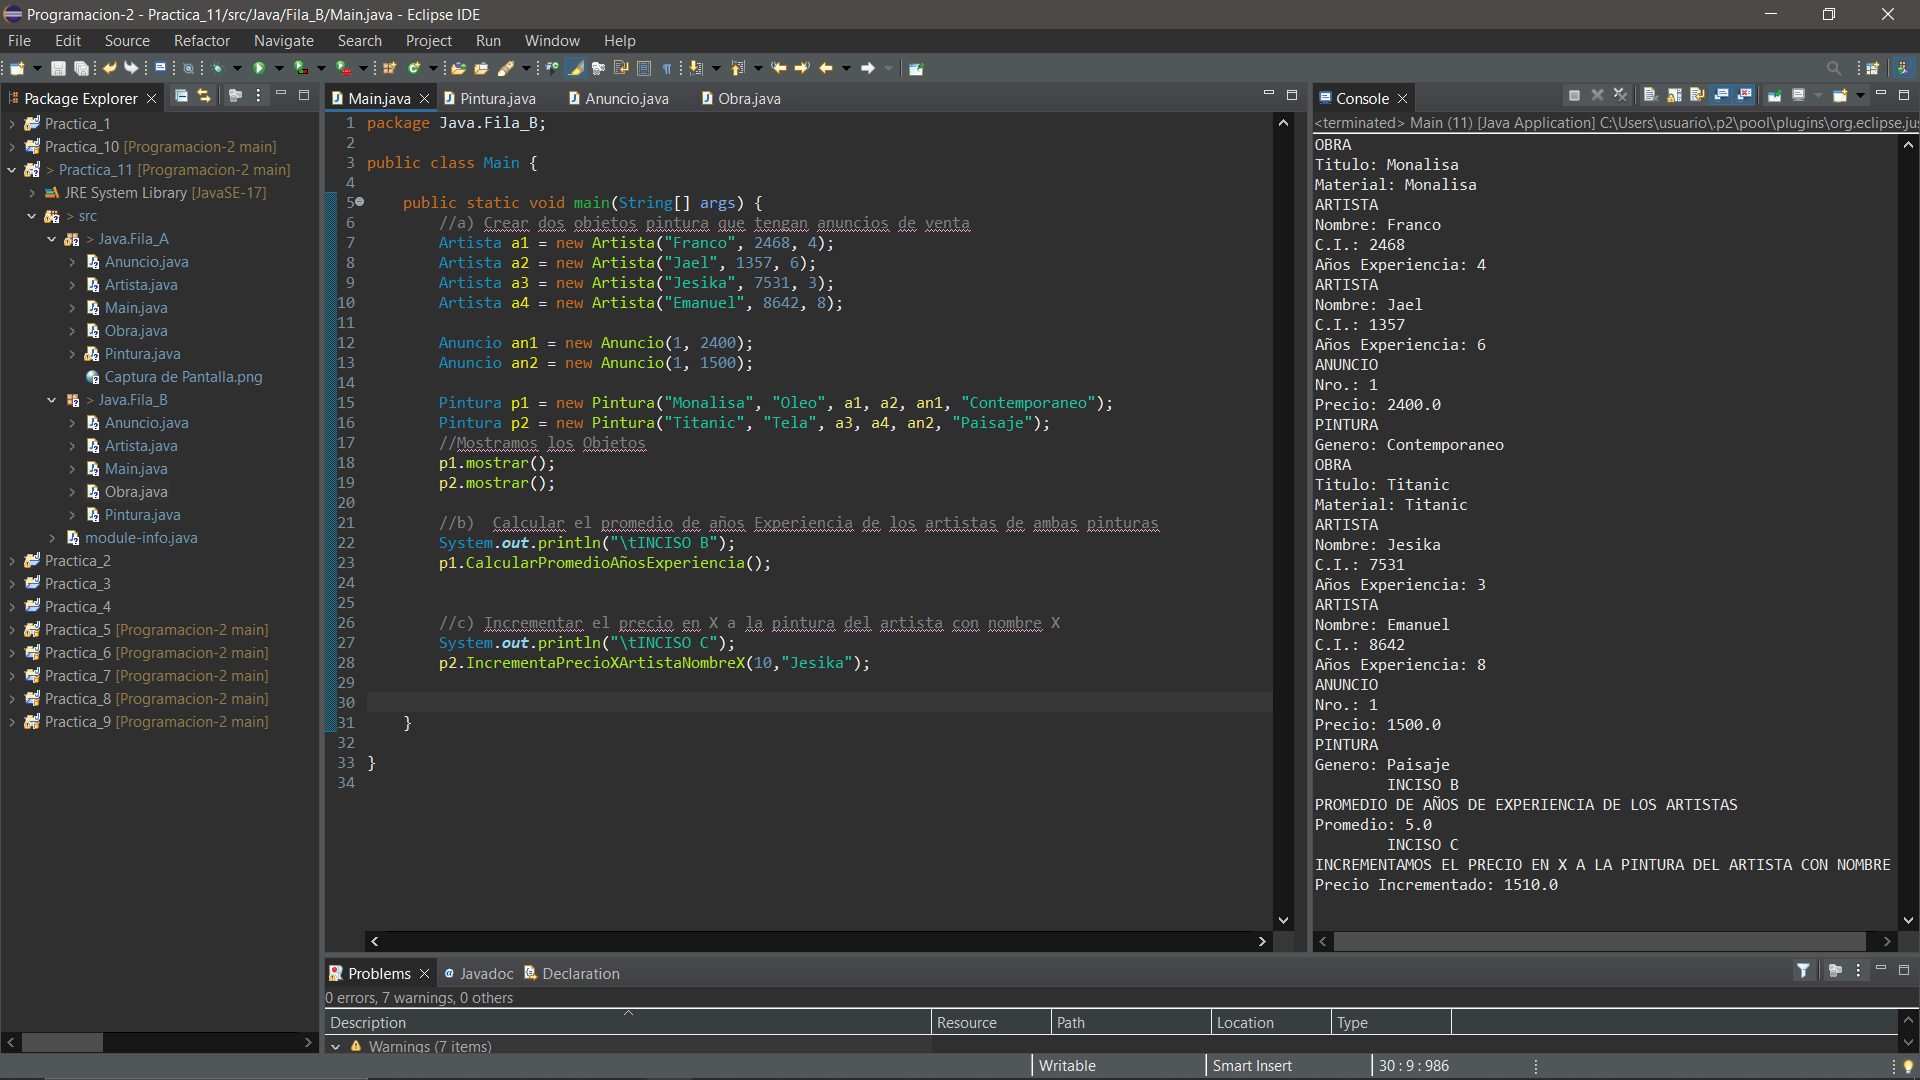 Programacion-2 - Practica_11/src/Java/Fila_B/Main.java - Eclipse IDE
File Edit Source Refactor Navigate Search Project Run Window Help
Package Explorer
Practica_1
Practica_10 [Programacion-2 main]
> Practica_11 [Programacion-2 main]
JRE System Library [JavaSE-17]
> src
> Java.Fila_A
Anuncio.java
Artista.java
Main.java
Obra.java
Pintura.java
Captura de Pantalla.png
> Java.Fila_B
Anuncio.java
Artista.java
Main.java
Obra.java
Pintura.java
module-info.java
Practica_2
Practica_3
Practica_4
Practica_5 [Programacion-2 main]
Practica_6 [Programacion-2 main]
Practica_7 [Programacion-2 main]
Practica_8 [Programacion-2 main]
Practica_9 [Programacion-2 main]
Main.java Pintura.java Anuncio.java Obra.java
1 package Java.Fila_B;
2
3 public class Main {
4
5 public static void main(String[] args) {
6 //a) Crear dos objetos pintura que tengan anuncios de venta
7 Artista a1 = new Artista("Franco", 2468, 4);
8 Artista a2 = new Artista("Jael", 1357, 6);
9 Artista a3 = new Artista("Jesika", 7531, 3);
10 Artista a4 = new Artista("Emanuel", 8642, 8);
11
12 Anuncio an1 = new Anuncio(1, 2400);
13 Anuncio an2 = new Anuncio(1, 1500);
14
15 Pintura p1 = new Pintura("Monalisa", "Oleo", a1, a2, an1, "Contemporaneo");
16 Pintura p2 = new Pintura("Titanic", "Tela", a3, a4, an2, "Paisaje");
17 //Mostramos los Objetos
18 p1.mostrar();
19 p2.mostrar();
20
21 //b)  Calcular el promedio de años Experiencia de los artistas de ambas pinturas
22 System.out.println("\tINCISO B");
23 p1.CalcularPromedioAñosExperiencia();
24
25
26 //c) Incrementar el precio en X a la pintura del artista con nombre X
27 System.out.println("\tINCISO C");
28 p2.IncrementaPrecioXArtistaNombreX(10,"Jesika");
29
30
31 }
32
33 }
34
Console
<terminated> Main (11) [Java Application] C:\Users\usuario\.p2\pool\plugins\org.eclipse.jus
OBRA
Titulo: Monalisa
Material: Monalisa
ARTISTA
Nombre: Franco
C.I.: 2468
Años Experiencia: 4
ARTISTA
Nombre: Jael
C.I.: 1357
Años Experiencia: 6
ANUNCIO
Nro.: 1
Precio: 2400.0
PINTURA
Genero: Contemporaneo
OBRA
Titulo: Titanic
Material: Titanic
ARTISTA
Nombre: Jesika
C.I.: 7531
Años Experiencia: 3
ARTISTA
Nombre: Emanuel
C.I.: 8642
Años Experiencia: 8
ANUNCIO
Nro.: 1
Precio: 1500.0
PINTURA
Genero: Paisaje
INCISO B
PROMEDIO DE AÑOS DE EXPERIENCIA DE LOS ARTISTAS
Promedio: 5.0
INCISO C
INCREMENTAMOS EL PRECIO EN X A LA PINTURA DEL ARTISTA CON NOMBRE
Precio Incrementado: 1510.0
Problems Javadoc Declaration
0 errors, 7 warnings, 0 others
Description Resource Path Location Type
Warnings (7 items)
Writable Smart Insert 30 : 9 : 986